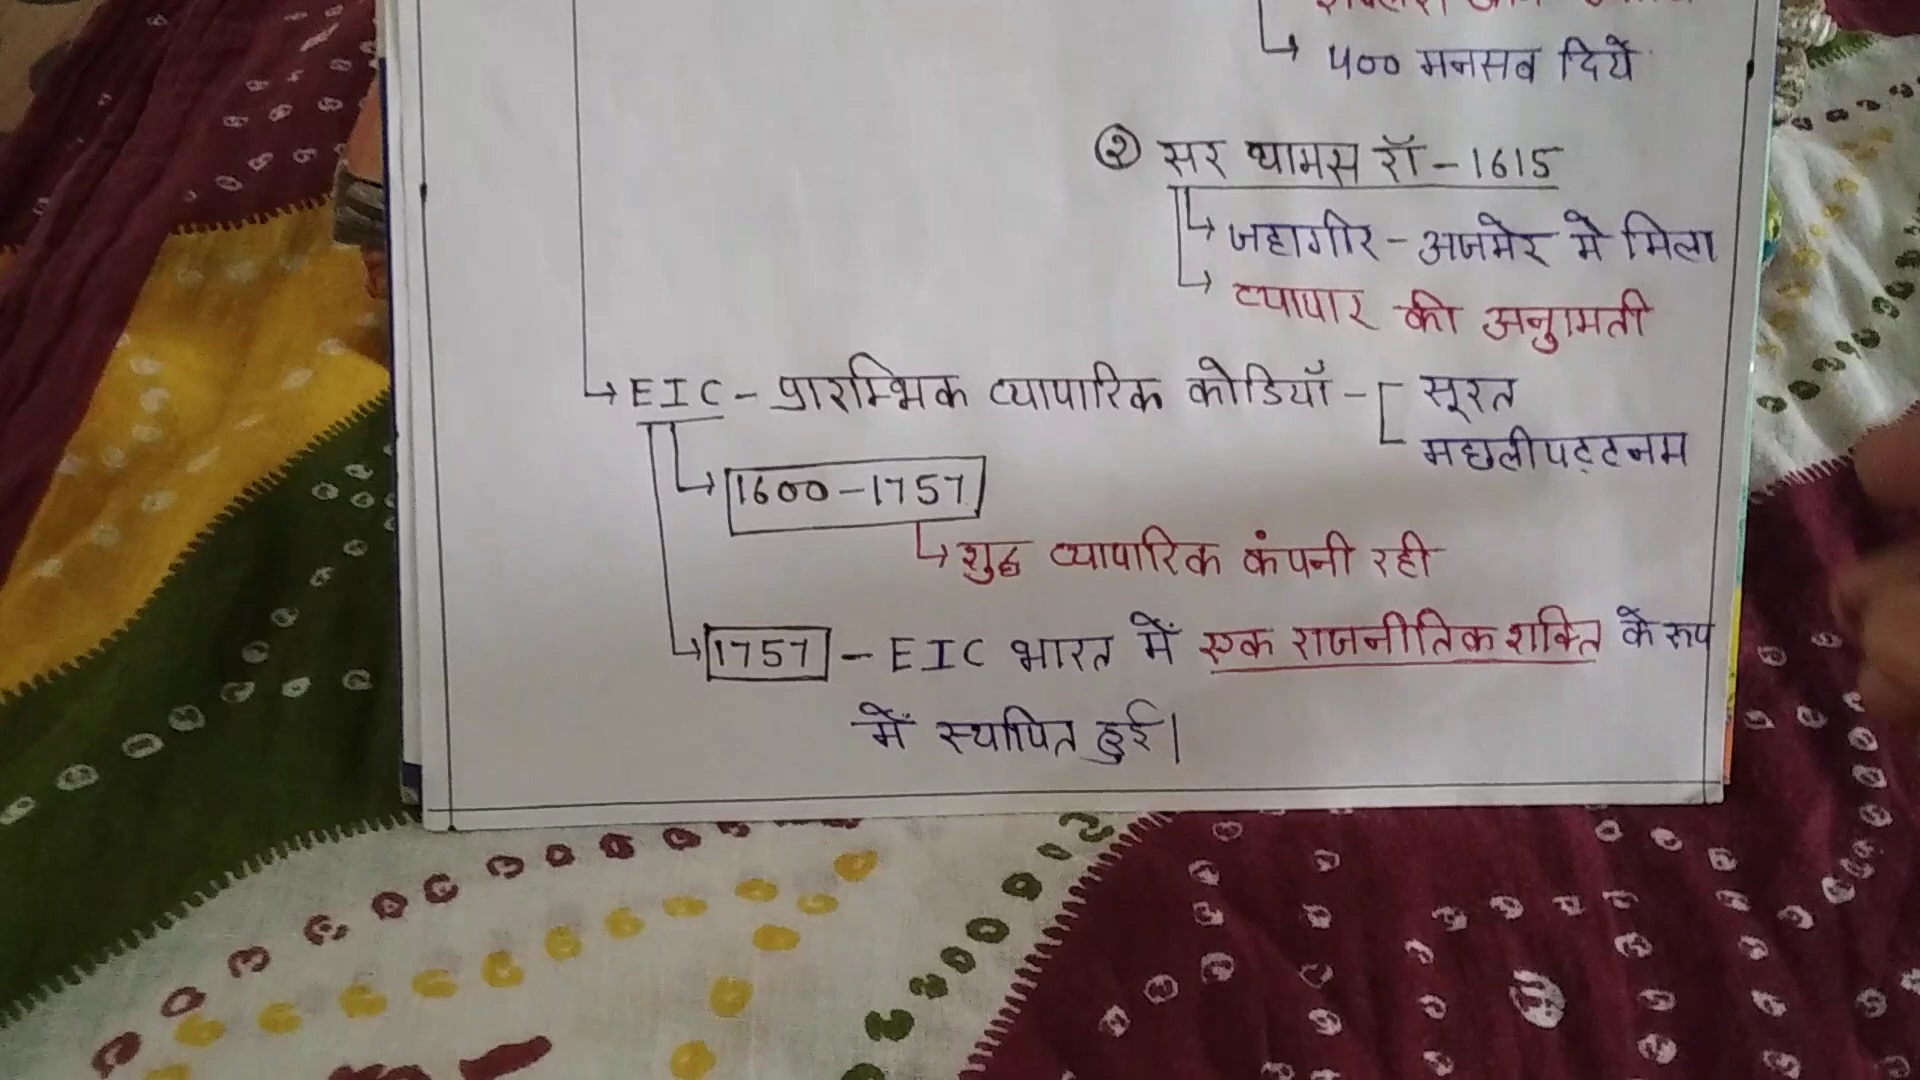 → 400 मनसब दिये
② सर थामस रॉ - 1615
→ जहागीर - अजमेर मे मिला
→ व्यापार की अनुमती
→ EIC - प्रारम्भिक व्यापारिक कोडियाँ - सूरत
मछलीपट्टनम
→ 1600-1757
→ शुद्ध व्यापारिक कंपनी रही
→ 1757 - EIC भारत में एक राजनीतिक शक्ति के रूप
में स्थापित हुई।